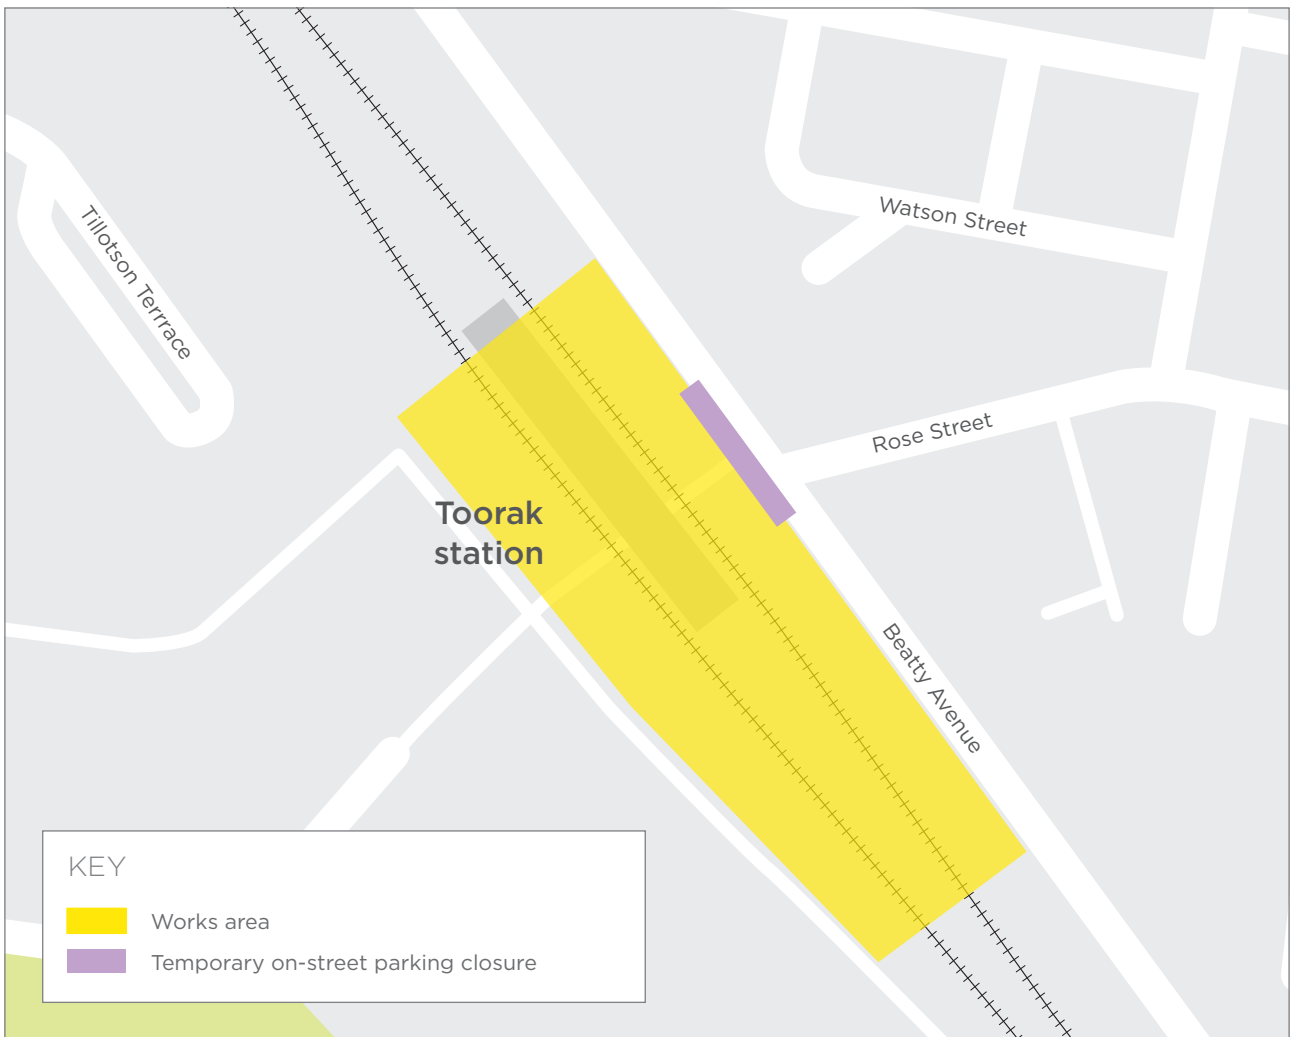 Watson Street
Tillotson Terrrace
Rose Street
Toorak
station
Beatty Avenue
KEY
Works area
Temporary on-street parking closure